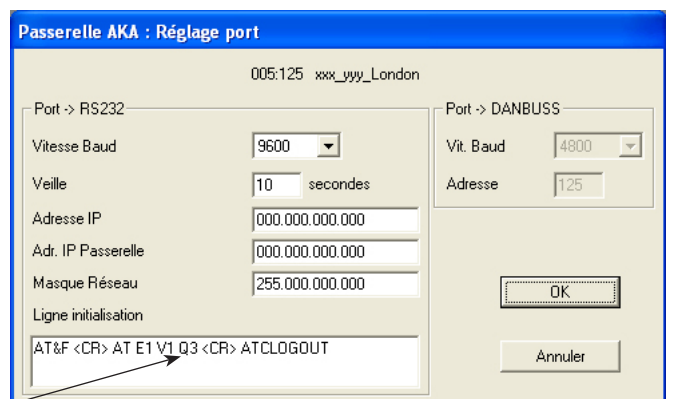 Passerelle AKA : Réglage port
005:125 xxx_yyy_London
Port -> RS232
Vitesse Baud 9600
Veille 10 secondes
Adresse IP 000.000.000.000
Adr. IP Passerelle 000.000.000.000
Masque Réseau 255.000.000.000
Ligne initialisation
AT&F <CR> AT E1 V1 Q3 <CR> ATCLOGOUT
Port -> DANBUSS
Vit. Baud 4800
Adresse 125
OK
Annuler